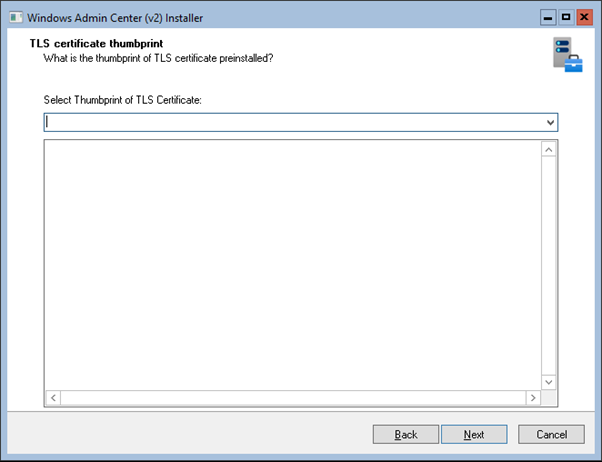 Windows Admin Center (v2) Installer
TLS certificate thumbprint
What is the thumbprint of TLS certificate preinstalled?
Select Thumbprint of TLS Certificate:
Back Next Cancel